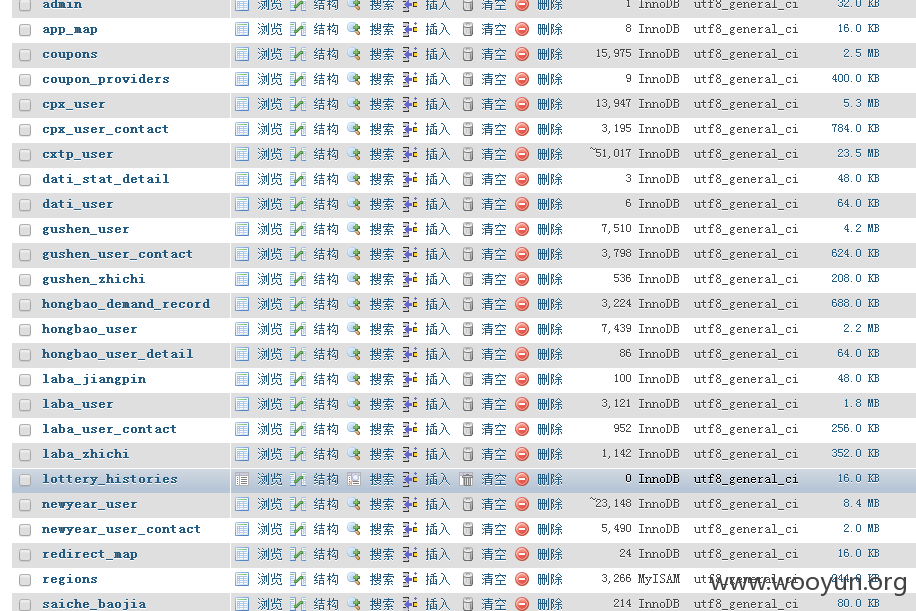 admin 浏览 结构 搜索 插入 清空 删除 1 InnoDB utf8_general_ci 32.0 KB
app_map 浏览 结构 搜索 插入 清空 删除 8 InnoDB utf8_general_ci 16.0 KB
coupons 浏览 结构 搜索 插入 清空 删除 15,975 InnoDB utf8_general_ci 2.5 MB
coupon_providers 浏览 结构 搜索 插入 清空 删除 9 InnoDB utf8_general_ci 400.0 KB
cpx_user 浏览 结构 搜索 插入 清空 删除 13,947 InnoDB utf8_general_ci 5.3 MB
cpx_user_contact 浏览 结构 搜索 插入 清空 删除 3,195 InnoDB utf8_general_ci 784.0 KB
cxtp_user 浏览 结构 搜索 插入 清空 删除 ~51,017 InnoDB utf8_general_ci 23.5 MB
dati_stat_detail 浏览 结构 搜索 插入 清空 删除 3 InnoDB utf8_general_ci 48.0 KB
dati_user 浏览 结构 搜索 插入 清空 删除 6 InnoDB utf8_general_ci 64.0 KB
gushen_user 浏览 结构 搜索 插入 清空 删除 7,510 InnoDB utf8_general_ci 4.2 MB
gushen_user_contact 浏览 结构 搜索 插入 清空 删除 3,798 InnoDB utf8_general_ci 624.0 KB
gushen_zhichi 浏览 结构 搜索 插入 清空 删除 536 InnoDB utf8_general_ci 208.0 KB
hongbao_demand_record 浏览 结构 搜索 插入 清空 删除 3,224 InnoDB utf8_general_ci 688.0 KB
hongbao_user 浏览 结构 搜索 插入 清空 删除 7,439 InnoDB utf8_general_ci 2.2 MB
hongbao_user_detail 浏览 结构 搜索 插入 清空 删除 86 InnoDB utf8_general_ci 64.0 KB
laba_jiangpin 浏览 结构 搜索 插入 清空 删除 100 InnoDB utf8_general_ci 48.0 KB
laba_user 浏览 结构 搜索 插入 清空 删除 3,121 InnoDB utf8_general_ci 1.8 MB
laba_user_contact 浏览 结构 搜索 插入 清空 删除 952 InnoDB utf8_general_ci 256.0 KB
laba_zhichi 浏览 结构 搜索 插入 清空 删除 1,142 InnoDB utf8_general_ci 352.0 KB
lottery_histories 浏览 结构 搜索 插入 清空 删除 0 InnoDB utf8_general_ci 16.0 KB
newyear_user 浏览 结构 搜索 插入 清空 删除 ~23,148 InnoDB utf8_general_ci 8.4 MB
newyear_user_contact 浏览 结构 搜索 插入 清空 删除 5,490 InnoDB utf8_general_ci 2.0 MB
redirect_map 浏览 结构 搜索 插入 清空 删除 24 InnoDB utf8_general_ci 16.0 KB
regions 浏览 结构 搜索 插入 清空 删除 3,266 MyISAM utf8_general_ci KB
www.wooyun.org
saiche_baojia 浏览 结构 搜索 插入 清空 删除 214 InnoDB utf8_general_ci 80.0 KB